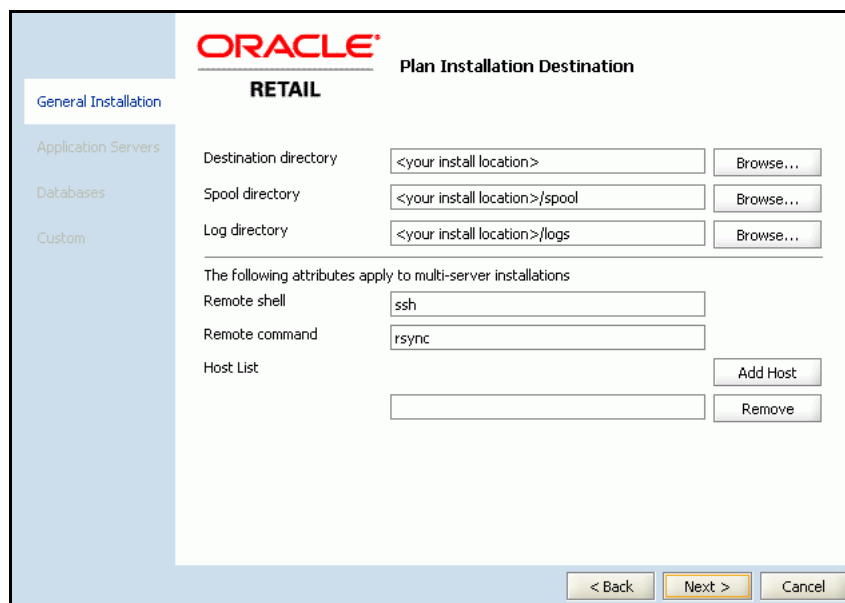 ORACLE®
RETAIL
Plan Installation Destination
General Installation
Application Servers
Databases
Custom
Destination directory <your install location> Browse...
Spool directory <your install location>/spool Browse...
Log directory <your install location>/logs Browse...
The following attributes apply to multi-server installations
Remote shell ssh
Remote command rsync
Host List Add Host
Remove
< Back Next > Cancel